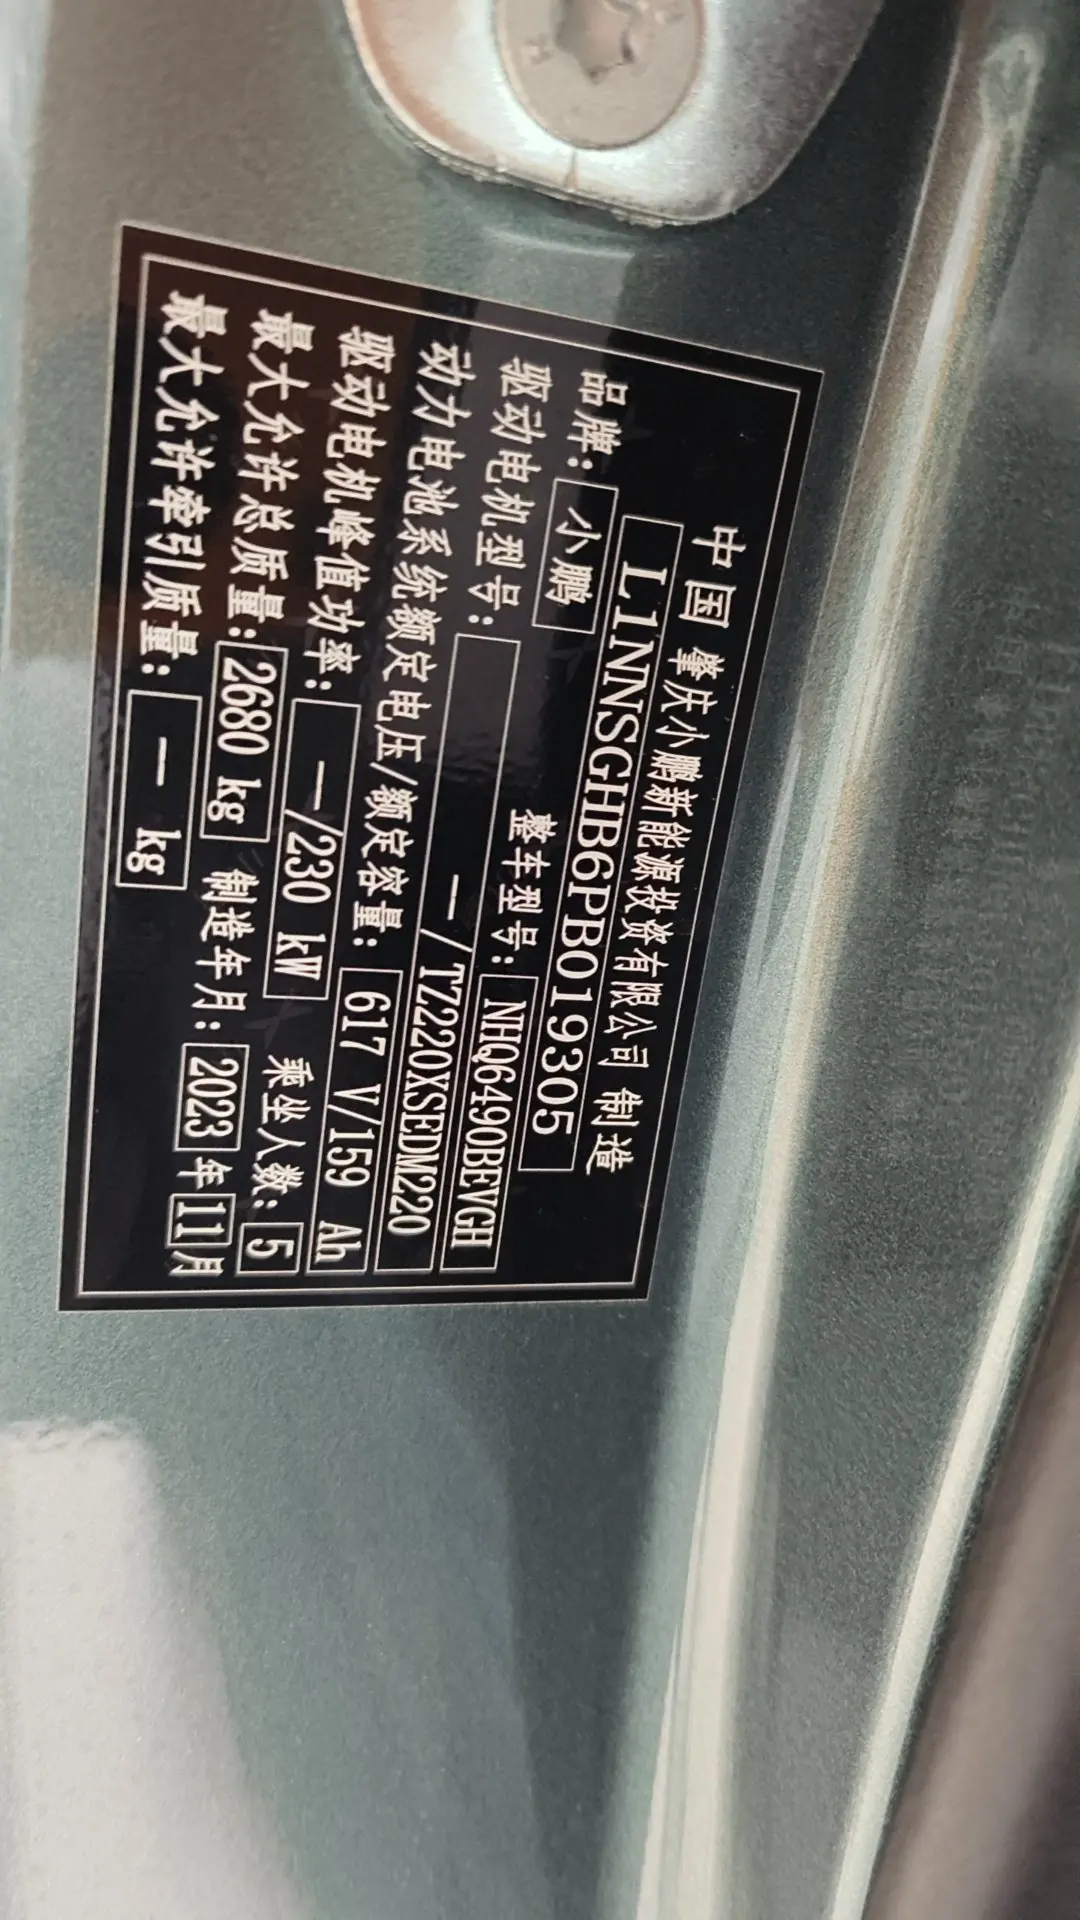 中国 肇庆小鹏新能源投资有限公司 制造
L1NNSGHB6PB019305
品牌: 小鹏 整车型号: NHQ6490BEVGH
驱动电机型号: —/TZ220XSEDM220
动力电池系统额定电压/额定容量: 617 V/159 Ah
驱动电机峰值功率: —/230 kW 乘坐人数: 5
最大允许总质量: 2680 kg 制造年月: 2023 年 11 月
最大允许牵引质量: — kg